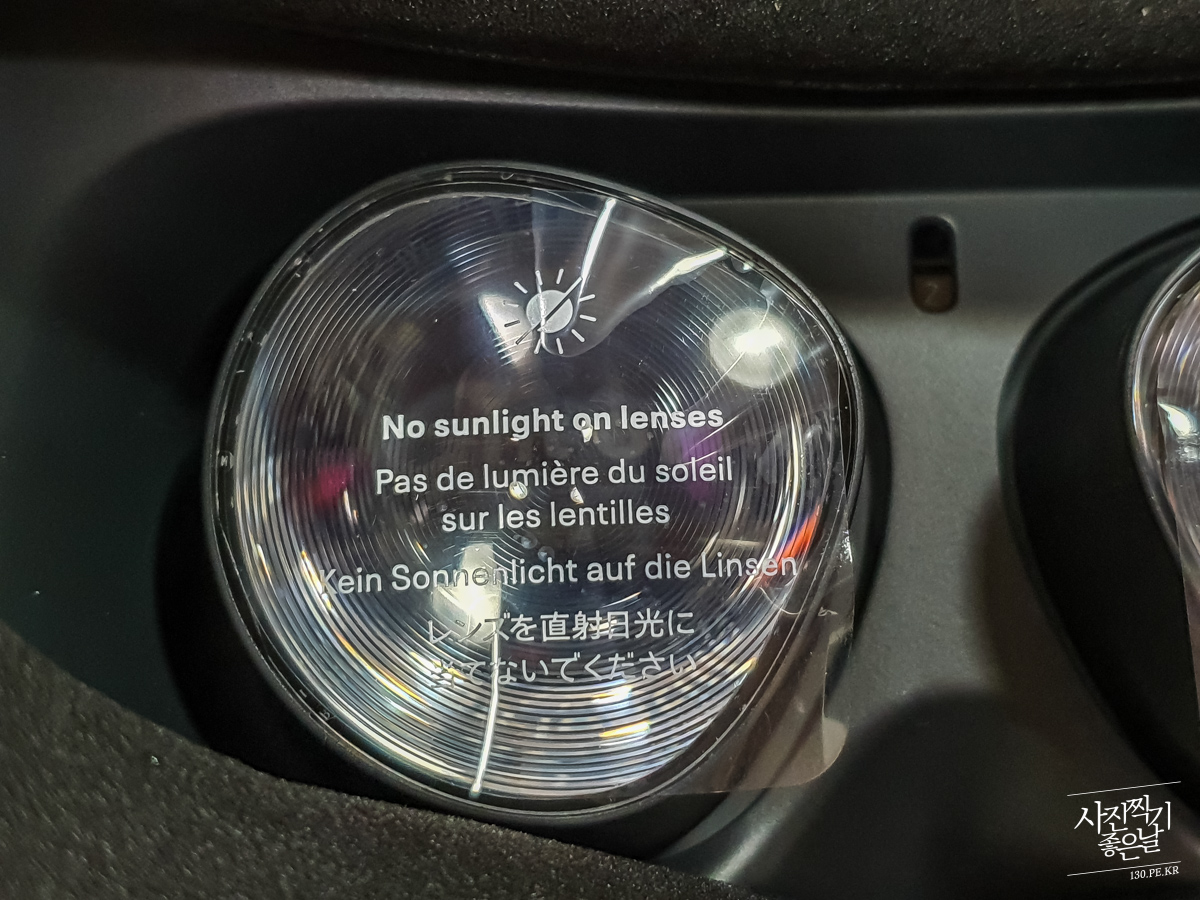 No sunlight on lenses
Pas de lumière du soleil
sur les lentilles
Kein Sonnenlicht auf die Linsen
レンズを直射日光に
当てないでください
사진찍기
좋은날
130.PE.KR